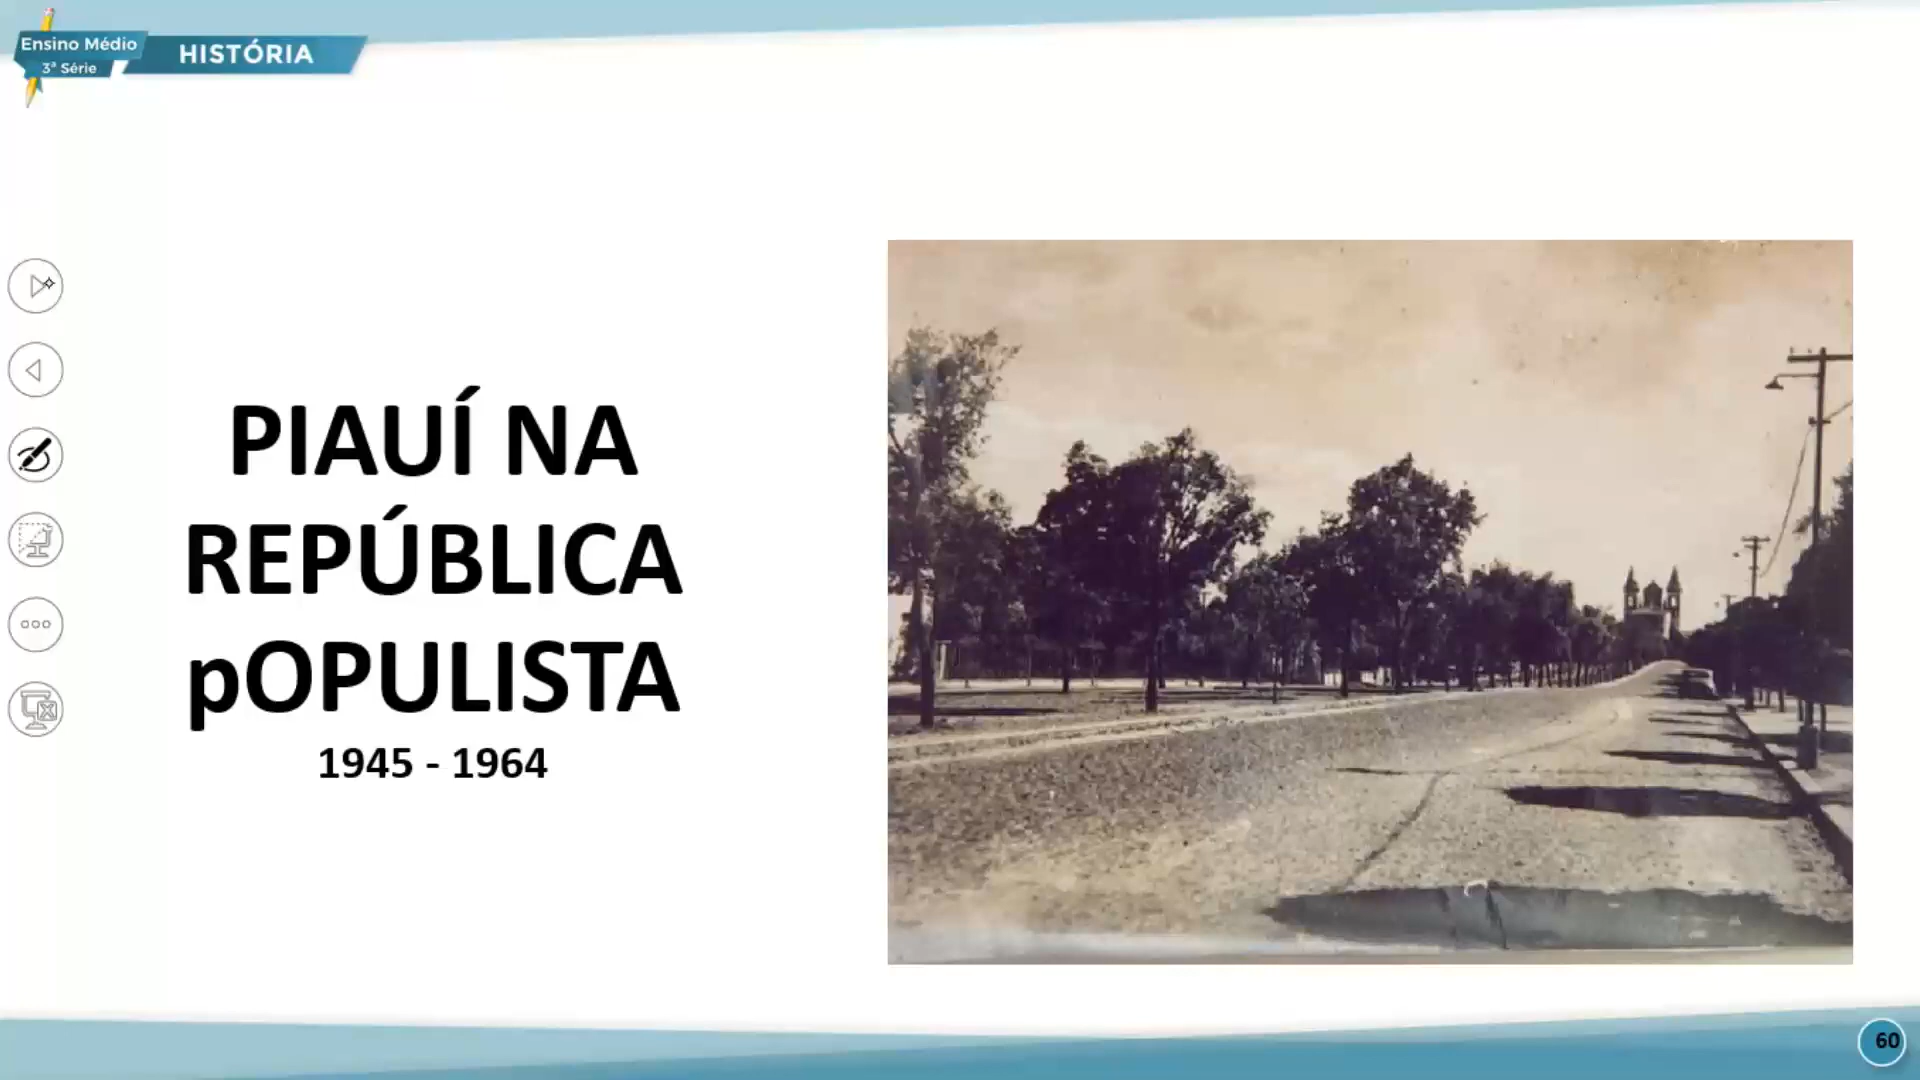 Ensino Médio
3ª Série
HISTÓRIA
PIAUÍ NA
REPÚBLICA
pOPULISTA
1945 - 1964
60